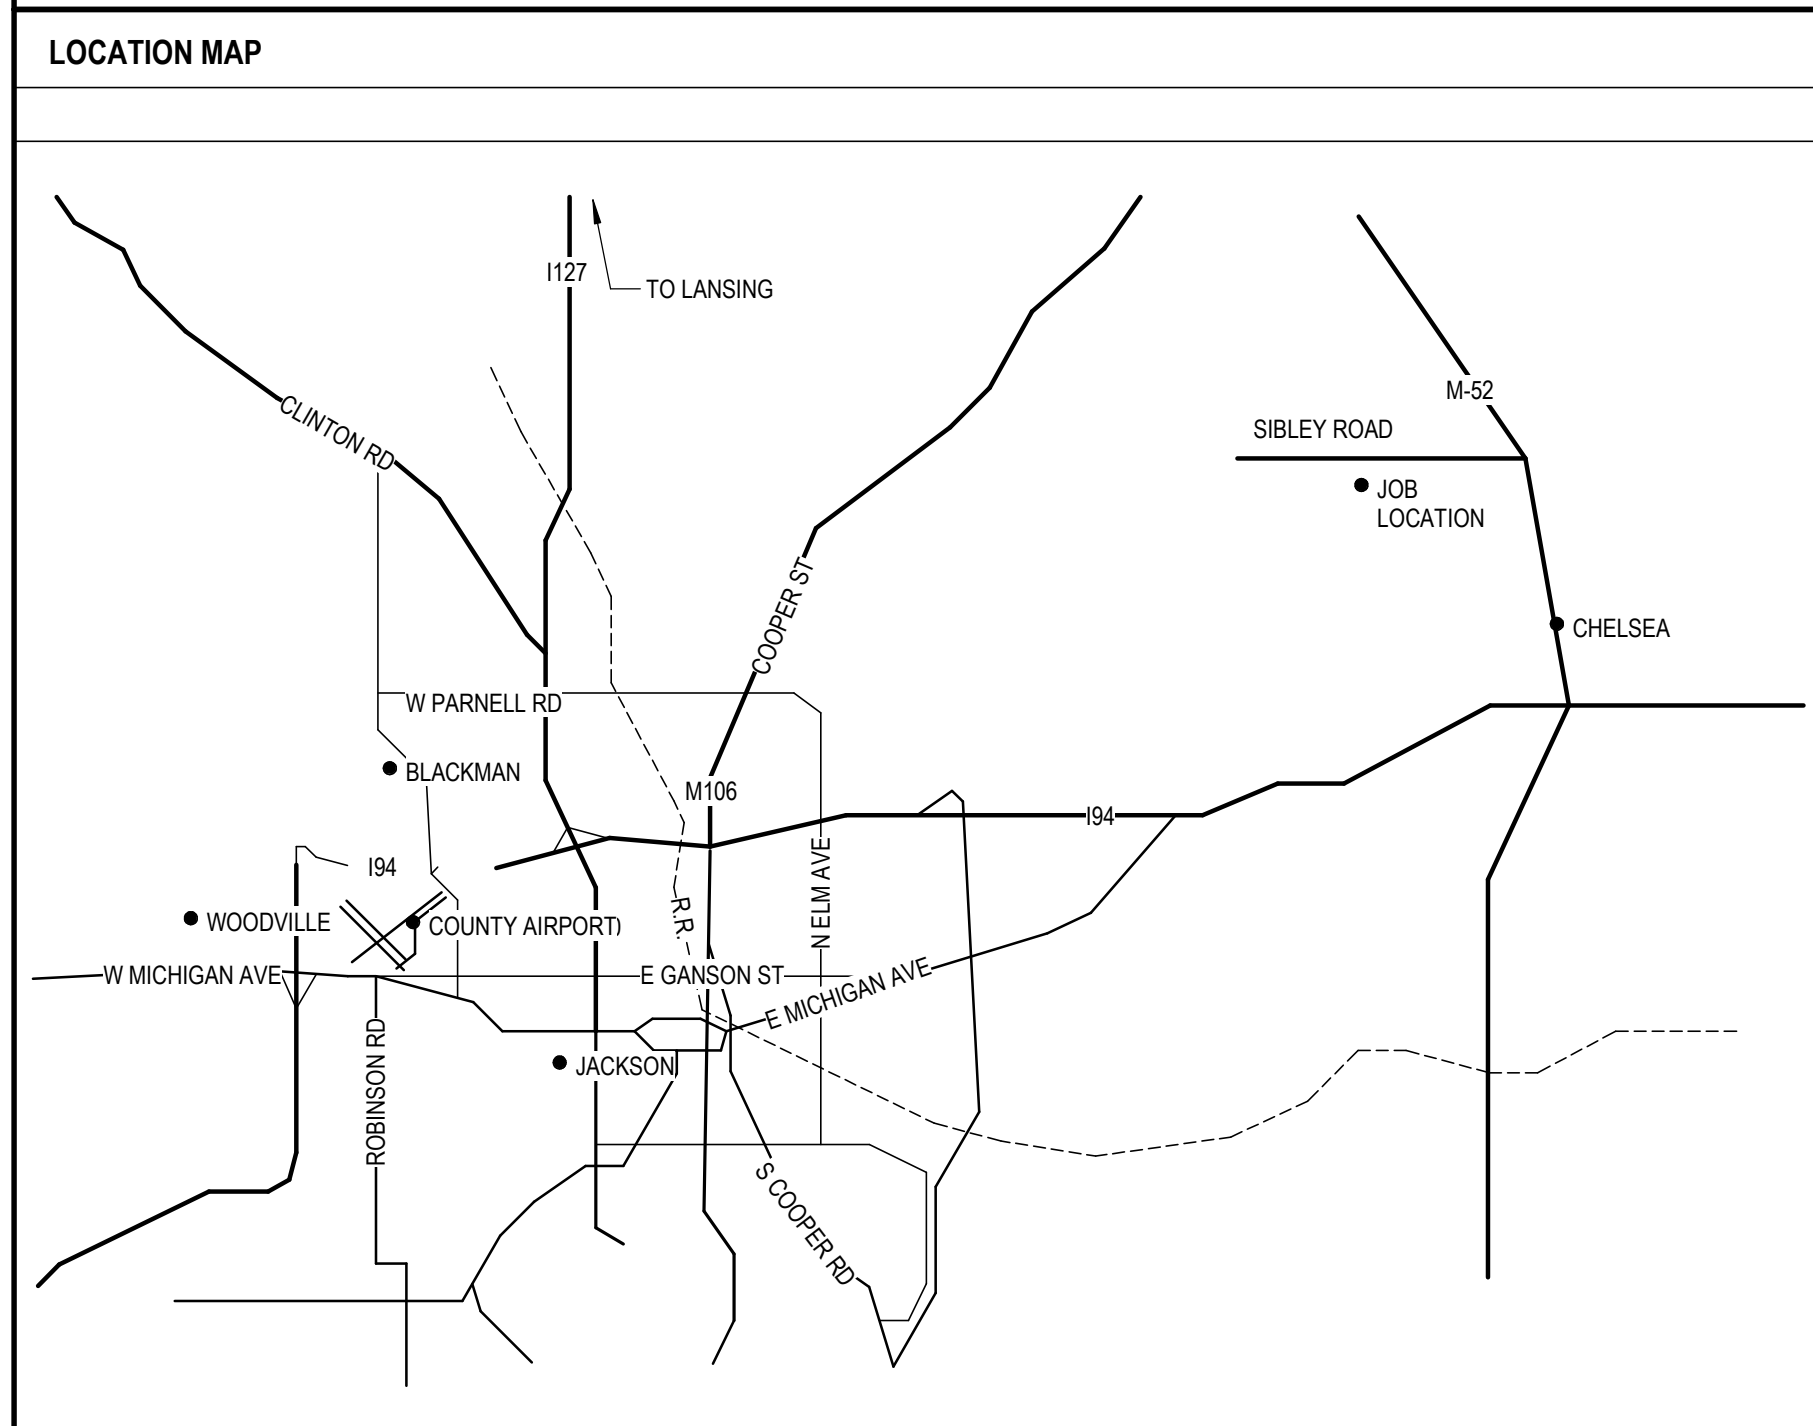 LOCATION MAP
I127
TO LANSING
M-52
CLINTON RD
SIBLEY ROAD
JOB
LOCATION
COOPER ST
CHELSEA
W PARNELL RD
BLACKMAN
M106
I94
I94
N ELM AVE
WOODVILLE
COUNTY AIRPORT)
R.R.
W MICHIGAN AVE
E GANSON ST
E MICHIGAN AVE
ROBINSON RD
JACKSON
S COOPER RD